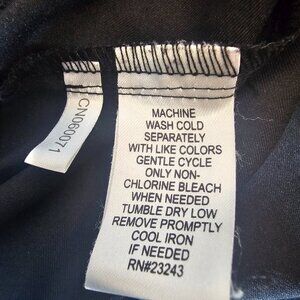 CN060071
MACHINE
WASH COLD
SEPARATELY
WITH LIKE COLORS
GENTLE CYCLE
ONLY NON-
CHLORINE BLEACH
WHEN NEEDED
TUMBLE DRY LOW
REMOVE PROMPTLY
COOL IRON
IF NEEDED
RN#23243